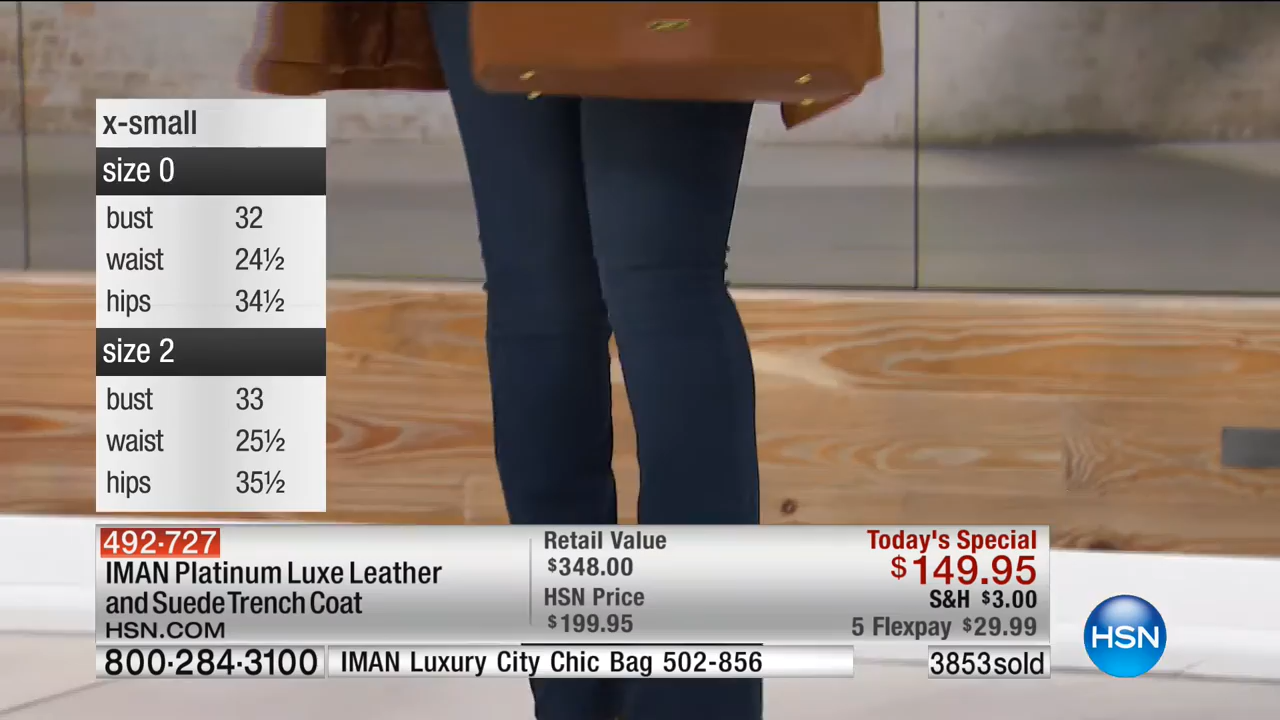 x-small
size 0
bust 32
waist 24½
hips 34½
size 2
bust 33
waist 25½
hips 35½
492·727
IMAN Platinum Luxe Leather
and Suede Trench Coat
HSN.COM
Retail Value
$348.00
HSN Price
$199.95
Today's Special
$149.95
S&H $3.00
5 Flexpay $29.99
HSN
800·284·3100
IMAN Luxury City Chic Bag 502-856
3853sold